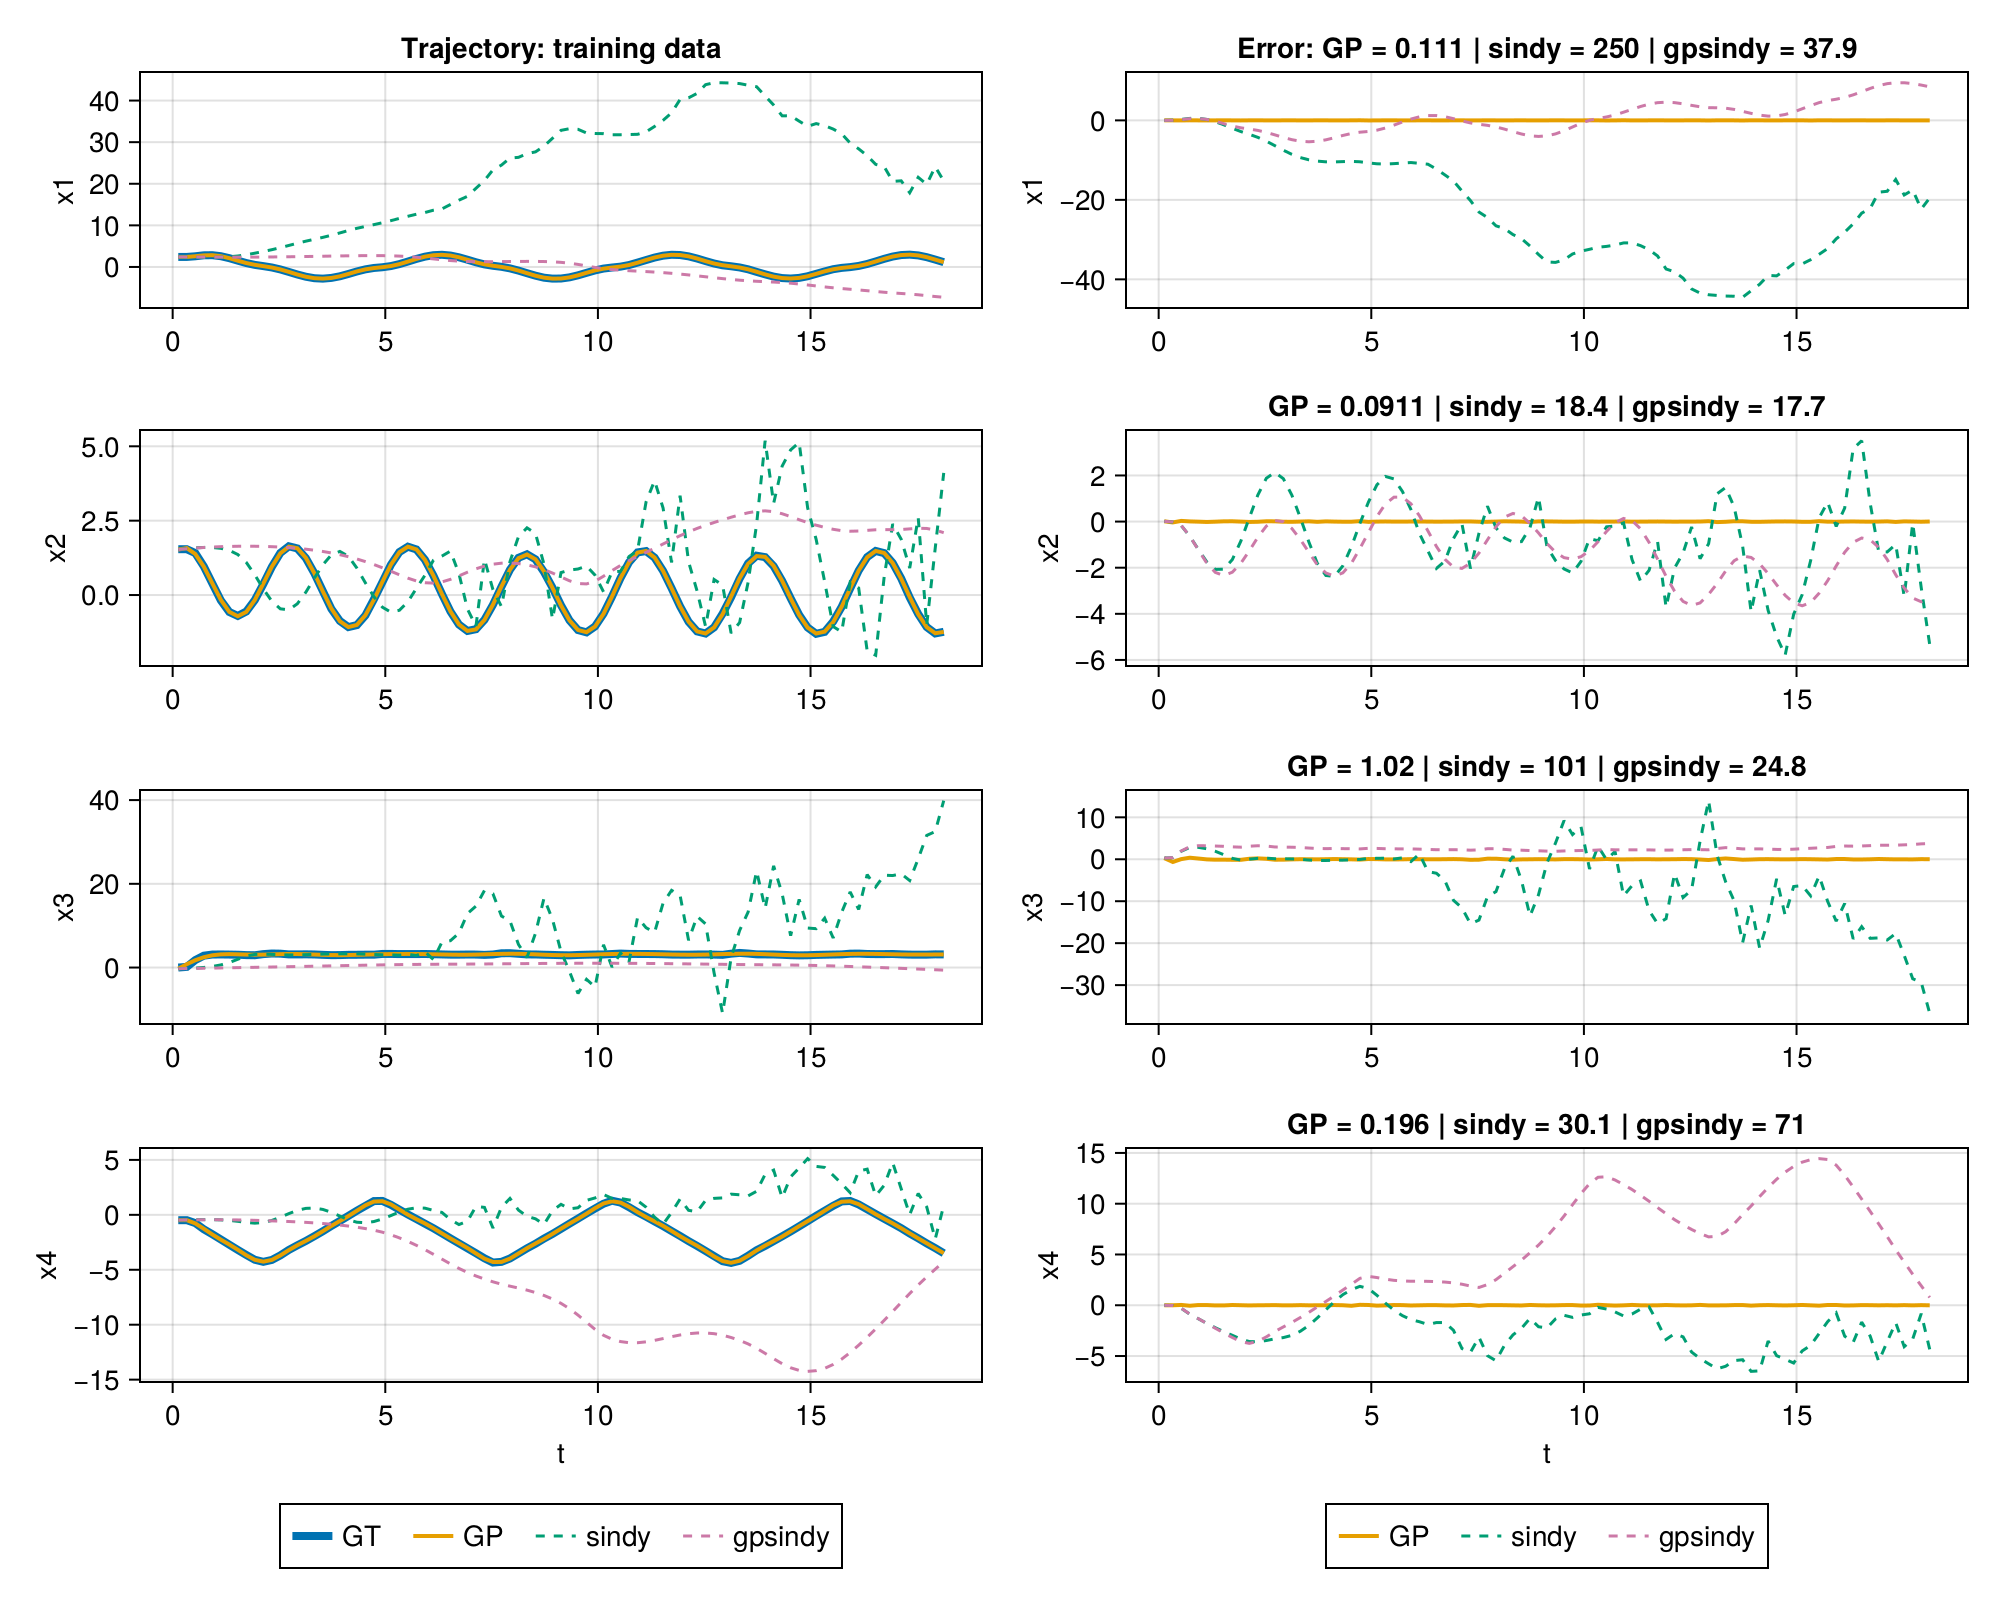 Trajectory: training data
x1
40
30
20
10
0
0 5 10 15
Error: GP = 0.111 | sindy = 250 | gpsindy = 37.9
x1
0
−20
−40
0 5 10 15
x2
5.0
2.5
0.0
0 5 10 15
GP = 0.0911 | sindy = 18.4 | gpsindy = 17.7
x2
2
0
−2
−4
−6
0 5 10 15
x3
40
20
0
0 5 10 15
GP = 1.02 | sindy = 101 | gpsindy = 24.8
x3
10
0
−10
−20
−30
0 5 10 15
x4
5
0
−5
−10
−15
0 5 10 15
t
GP = 0.196 | sindy = 30.1 | gpsindy = 71
x4
15
10
5
0
−5
0 5 10 15
t
GT GP sindy gpsindy
GP sindy gpsindy